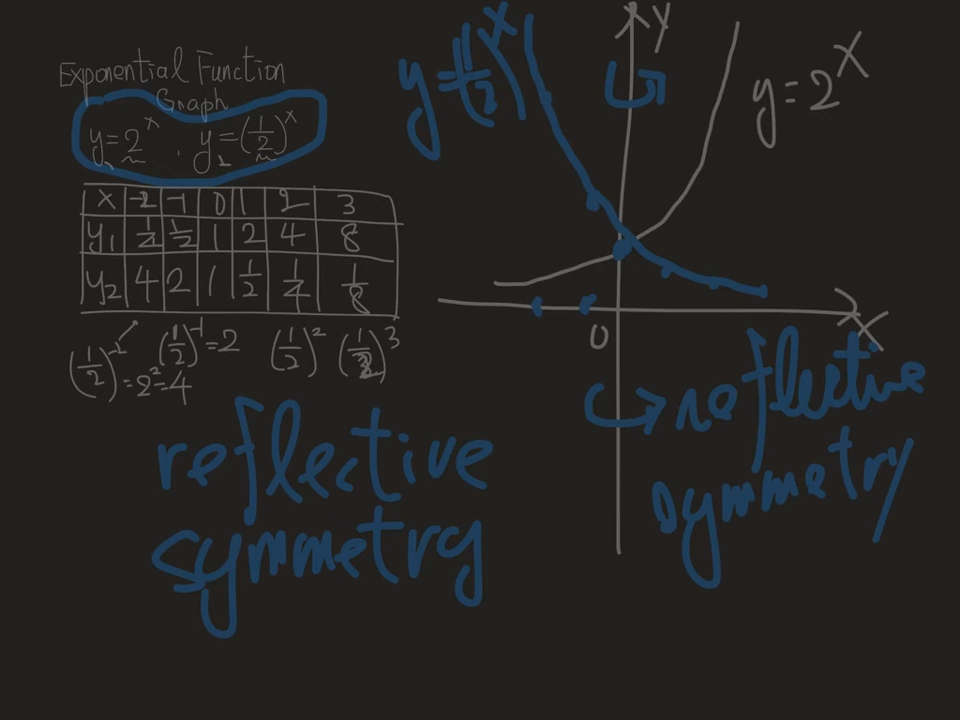 Exponential Function
Graph
y₁=2^x , y₂=(1/2)^x
x -2 -1 0 1 2 3
y₁ 1/4 1/2 1 2 4 8
y₂ 4 2 1 1/2 1/4 1/8
(1/2)^-2 =2²=4
(1/2)^-1=2
(1/2)^2
(1/2)^3
reflective
symmetry
y=(1/2)^x
y
y=2^x
x
0
reflective
symmetry